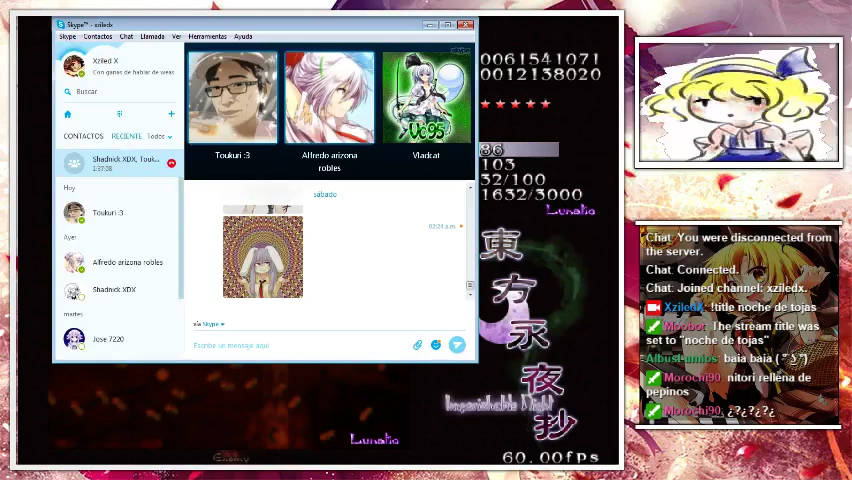 Skype™ - xziledx
Skype Contactos Chat Llamada Ver Herramientas Ayuda
Xziled X
Con ganas de hablar de weas
Buscar
CONTACTOS RECIENTE Todos
Shadnick XDX, Touk...
1:37:08
Hoy
Toukuri :3
Ayer
Alfredo arizona robles
Shadnick XDX
martes
Jose 7220
skype
VC95
Toukuri :3
Alfredo arizona
robles
Vladcat
sábado
02:24 a.m.
vía Skype
Escribe un mensaje aquí
0061541071
0012138020
★★★★★
86
103
32/100
1632/3000
Lunatic
東
方
永
夜
抄
Imperishable Night
Lunatic
Enemy
60.00fps
Chat: You were disconnected from
the server.
Chat: Connected.
Chat: Joined channel: xziledx.
XziledX: !title noche de tojas
Moobot: The stream title was
set to "noche de tojas"
AlbusLumios: baia baia ( ͡° ͜ʖ ͡°)
Morochi90: nitori rellena de
pepinos
Morochi90: ¿?¿?¿?¿